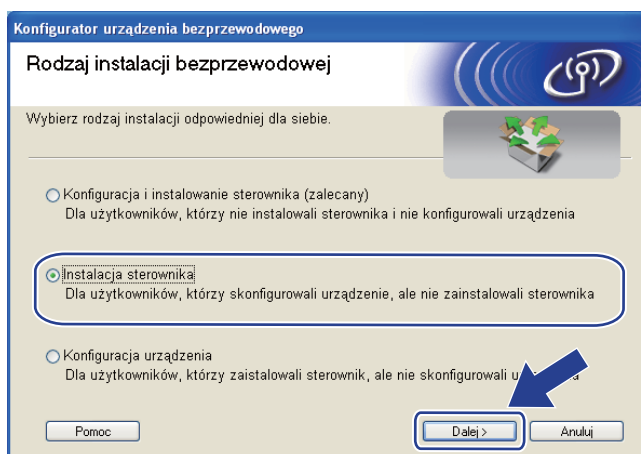 Konfigurator urządzenia bezprzewodowego
Rodzaj instalacji bezprzewodowej
Wybierz rodzaj instalacji odpowiedniej dla siebie.
Konfiguracja i instalowanie sterownika (zalecany)
Dla użytkowników, którzy nie instalowali sterownika i nie konfigurowali urządzenia
Instalacja sterownika
Dla użytkowników, którzy skonfigurowali urządzenie, ale nie zainstalowali sterownika
Konfiguracja urządzenia
Dla użytkowników, którzy zaistalowali sterownik, ale nie skonfigurowali
Pomoc
Dalej >
Anuluj